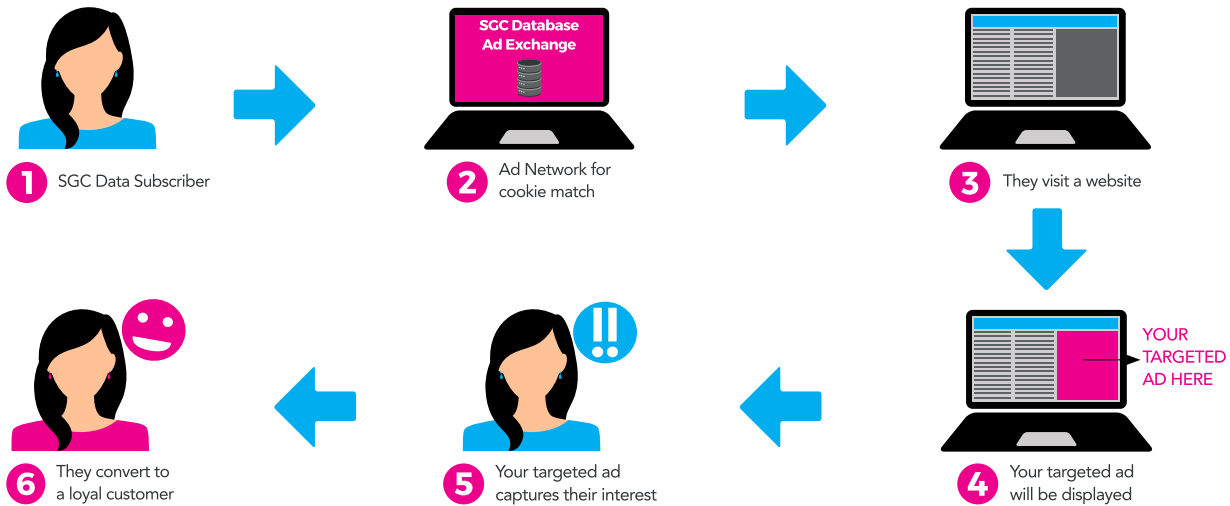 SGC Database
Ad Exchange
1
SGC Data Subscriber
2
Ad Network for
cookie match
3
They visit a website
YOUR
TARGETED
AD HERE
4
Your targeted ad
will be displayed
!!
5
Your targeted ad
captures their interest
6
They convert to
a loyal customer